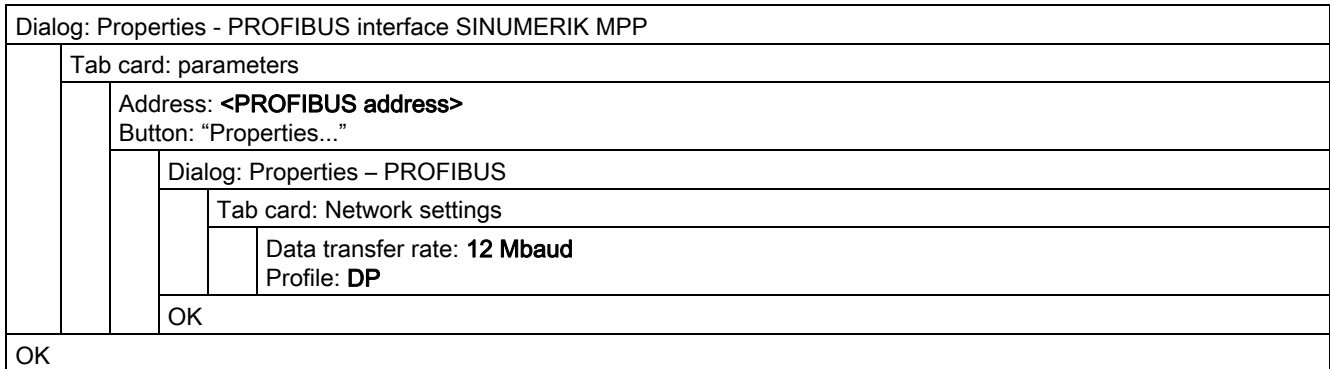 Dialog: Properties - PROFIBUS interface SINUMERIK MPP
Tab card: parameters
Address: <PROFIBUS address>
Button: “Properties...”
Dialog: Properties – PROFIBUS
Tab card: Network settings
Data transfer rate: 12 Mbaud
Profile: DP
OK
OK